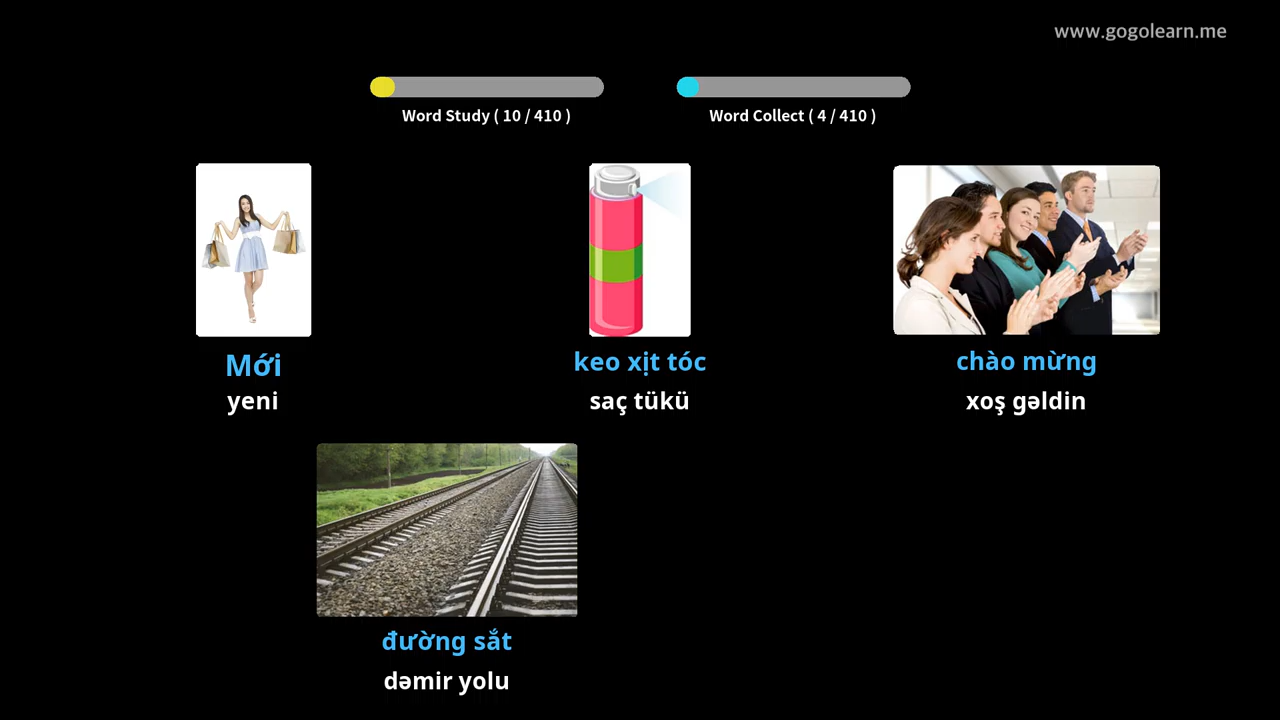 www.gogolearn.me
Word Study ( 10 / 410 )
Word Collect ( 4 / 410 )
Mới
yeni
keo xịt tóc
saç tükü
chào mừng
xoş gəldin
đường sắt
dəmir yolu